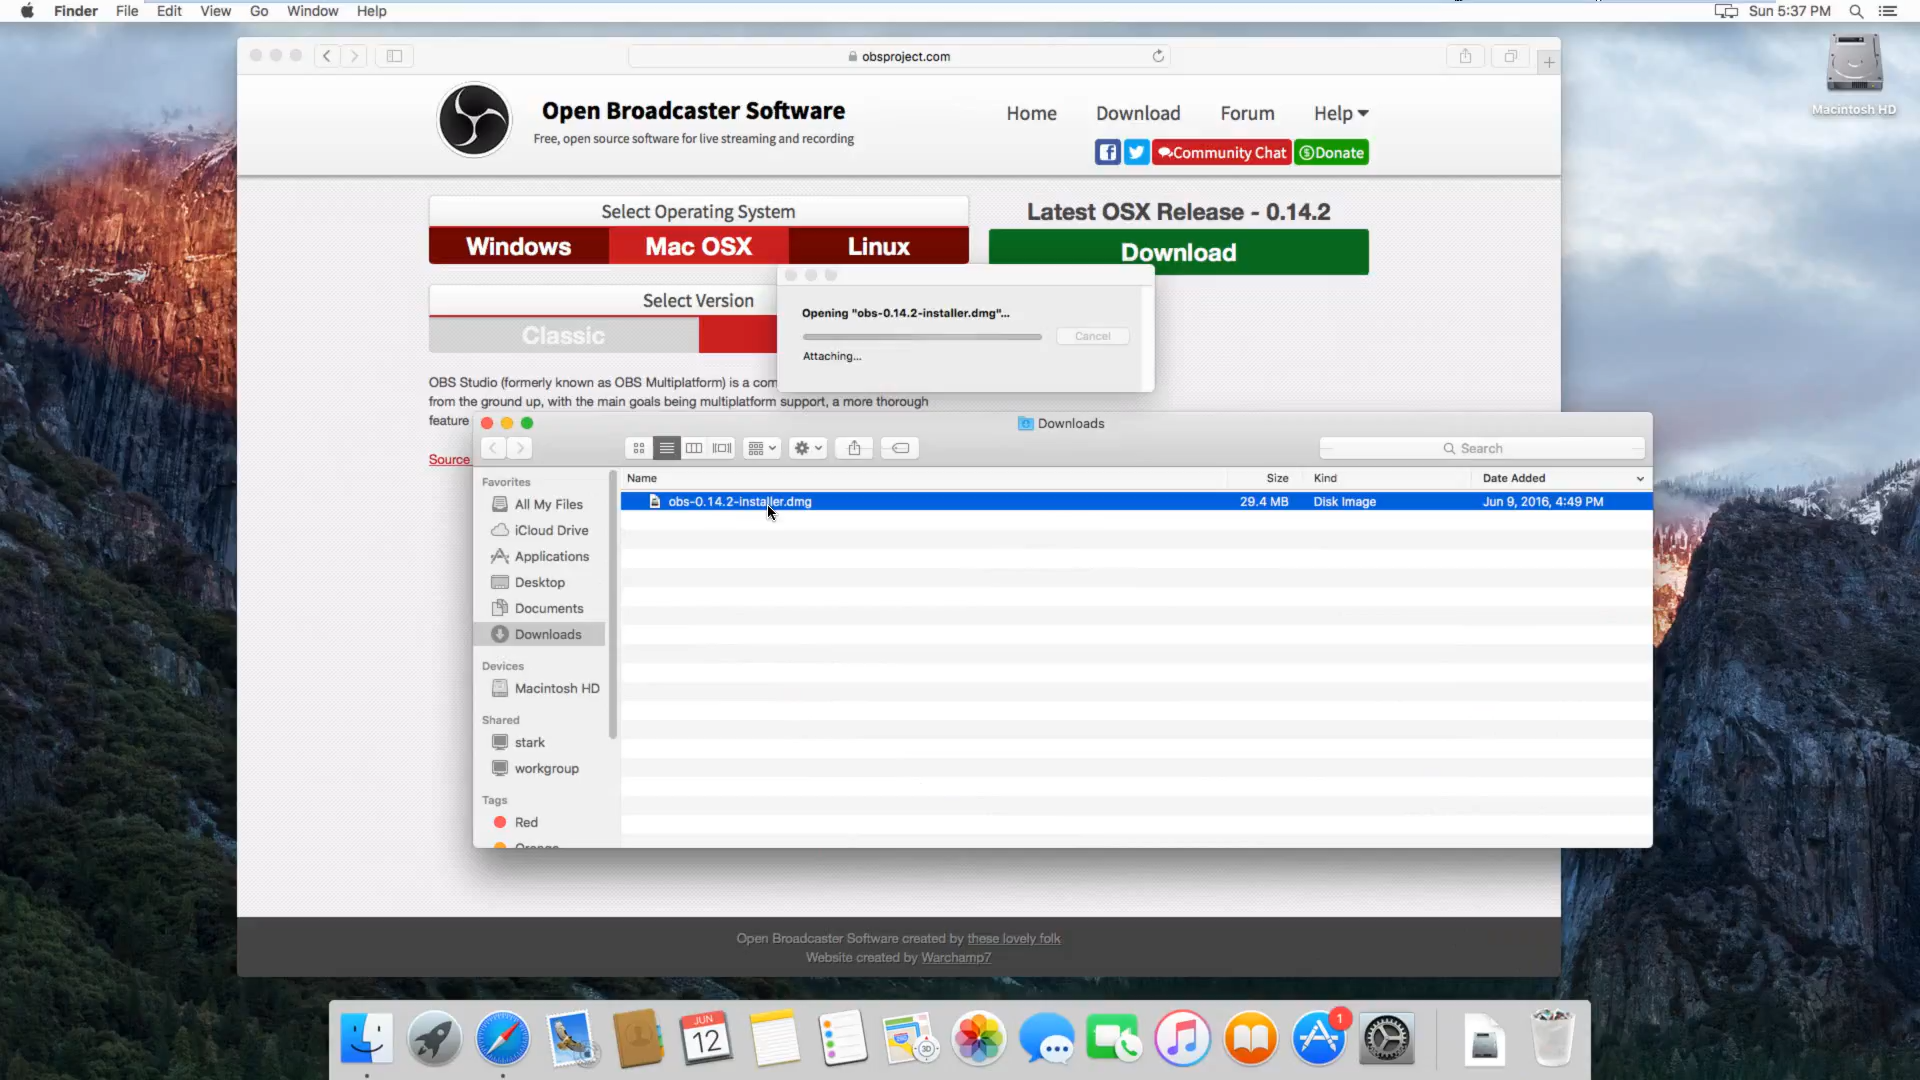 Finder File Edit View Go Window Help
Sun 5:37 PM
obsproject.com
Macintosh HD
Open Broadcaster Software
Free, open source software for live streaming and recording
Home Download Forum Help
f Community Chat $ Donate
Select Operating System
Windows Mac OSX Linux
Latest OSX Release - 0.14.2
Download
Select Version
Classic
Opening "obs-0.14.2-installer.dmg"...
Cancel
Attaching...
OBS Studio (formerly known as OBS Multiplatform) is a com
from the ground up, with the main goals being multiplatform support, a more thorough
feature
Source
Downloads
Search
Favorites
All My Files
iCloud Drive
Applications
Desktop
Documents
Downloads
Devices
Macintosh HD
Shared
stark
workgroup
Tags
Red
Orange
Name Size Kind Date Added
obs-0.14.2-installer.dmg 29.4 MB Disk Image Jun 9, 2016, 4:49 PM
Open Broadcaster Software created by these lovely folk
Website created by Warchamp7
JUN
12
3D
1